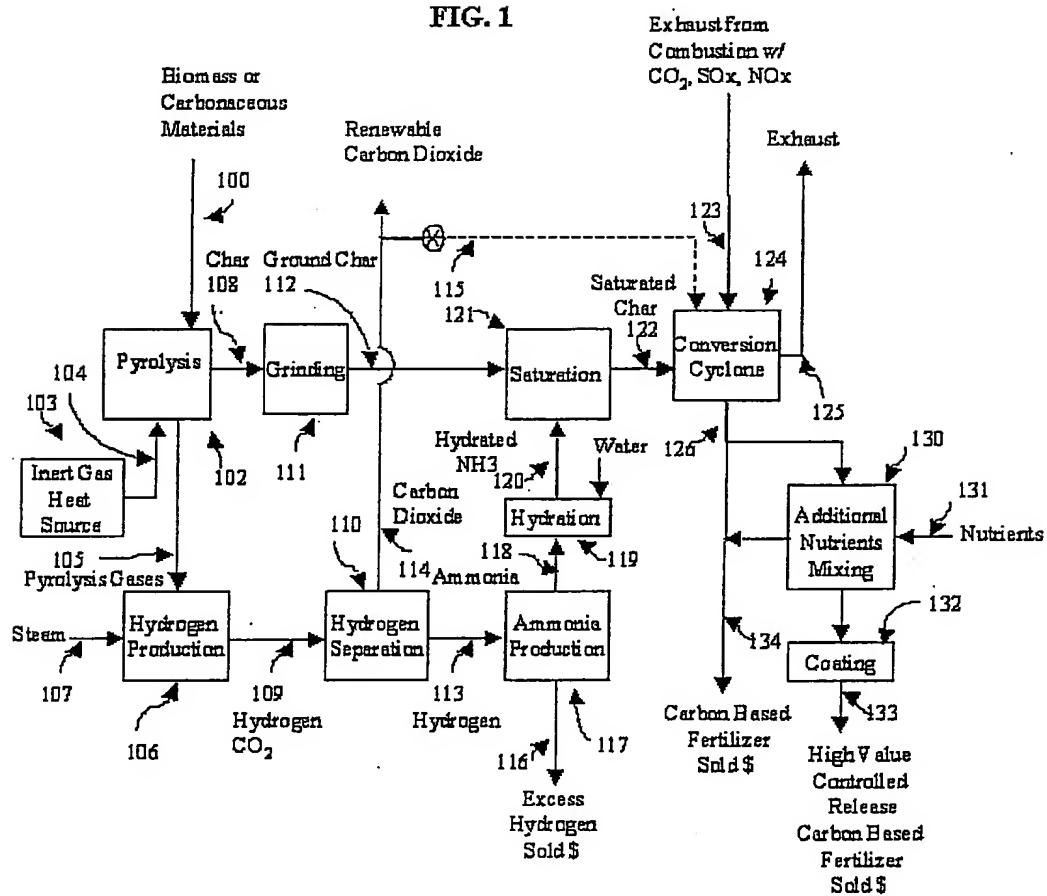 FIG. 1
Exhaust from
Combustion w/
CO2, SOx, NOx
Biomass or
Carbonaceous
Materials
Renewable
Carbon Dioxide
Exhaust
100
123
124
Char
108
Ground Char
112
115
121
Saturated
Char
122
Pyrolysis
Grinding
Saturation
Conversion
Cyclone
104
103
125
126
Inert Gas
Heat
Source
102
111
Hydrated
NH3
120
Water
130
110
Carbon
Dioxide
Hydration
Additional
Nutrients
Mixing
131
Nutrients
105
Pyrolysis Gases
114
118
Ammonia
119
Steam
107
Hydrogen
Production
Hydrogen
Separation
Ammonia
Production
132
134
Coating
106
109
Hydrogen
CO2
113
Hydrogen
116
117
133
Carbon Based
Fertilizer
Sold $
Excess
Hydrogen
Sold $
High Value
Controlled
Release
Carbon Based
Fertilizer
Sold $